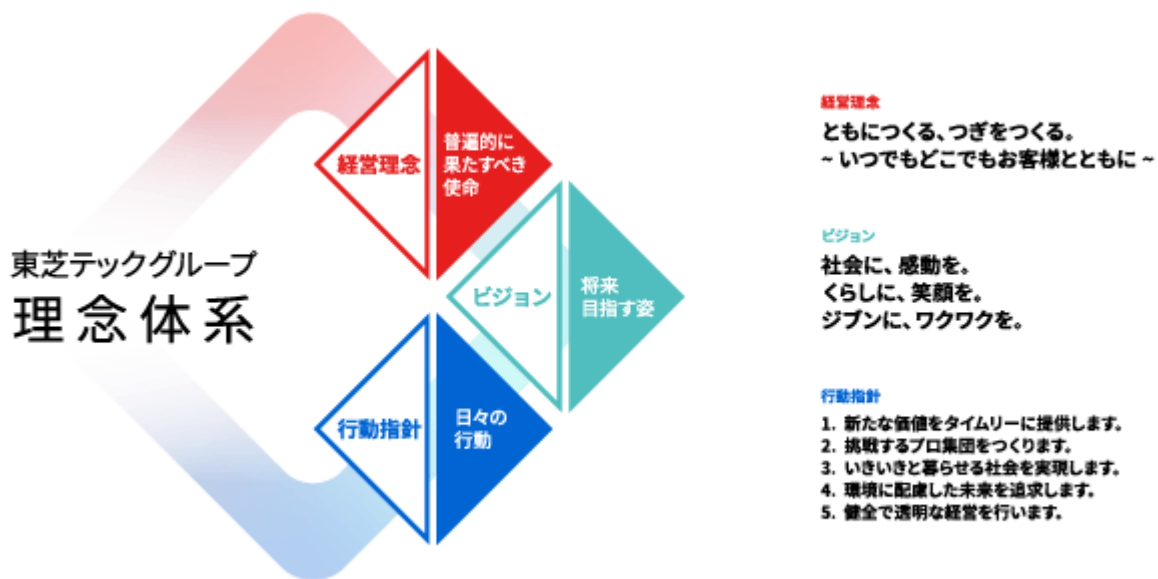 東芝テックグループ
理念体系
経営理念
普遍的に
果たすべき
使命
ビジョン
将来
目指す姿
行動指針
日々の
行動
経営理念
ともにつくる、つぎをつくる。
~ いつでもどこでもお客様とともに ~
ビジョン
社会に、感動を。
くらしに、笑顔を。
ジブンに、ワクワクを。
行動指針
1. 新たな価値をタイムリーに提供します。
2. 挑戦するプロ集団をつくります。
3. いきいきと暮らせる社会を実現します。
4. 環境に配慮した未来を追求します。
5. 健全で透明な経営を行います。